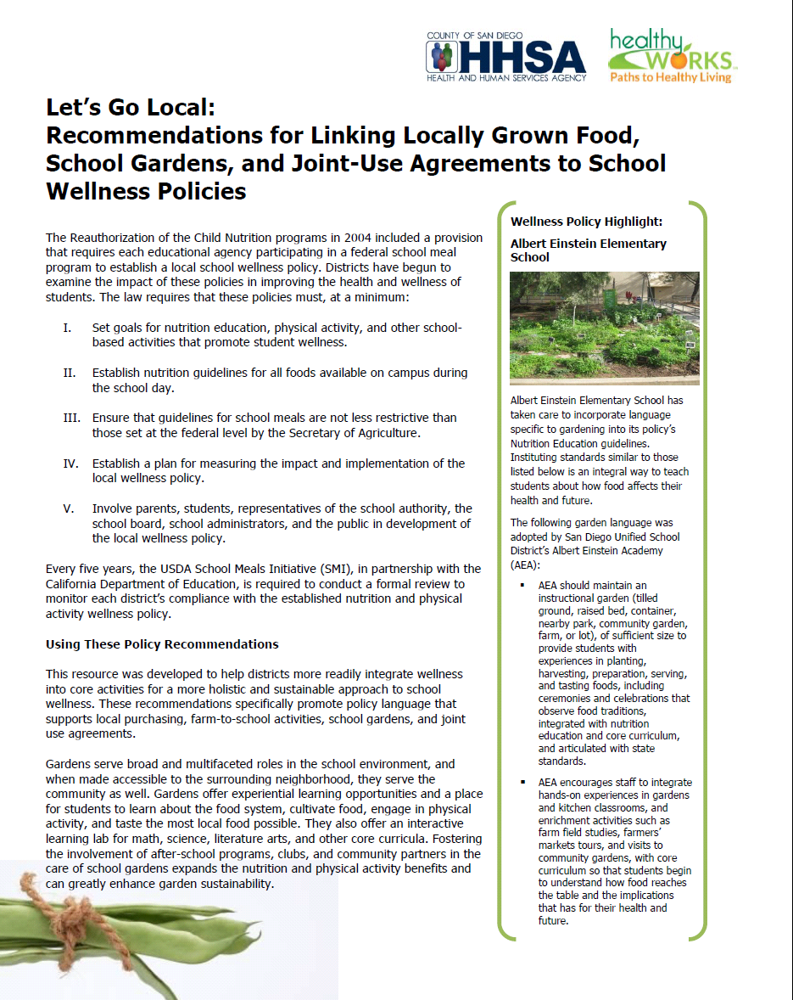 COUNTY OF SAN DIEGO
HHSA
HEALTH AND HUMAN SERVICES AGENCY
healthy
WORKS
Paths to Healthy Living
Let's Go Local:
Recommendations for Linking Locally Grown Food,
School Gardens, and Joint-Use Agreements to School
Wellness Policies
The Reauthorization of the Child Nutrition programs in 2004 included a provision
that requires each educational agency participating in a federal school meal
program to establish a local school wellness policy. Districts have begun to
examine the impact of these policies in improving the health and wellness of
students. The law requires that these policies must, at a minimum:
I. Set goals for nutrition education, physical activity, and other school-
based activities that promote student wellness.
II. Establish nutrition guidelines for all foods available on campus during
the school day.
III. Ensure that guidelines for school meals are not less restrictive than
those set at the federal level by the Secretary of Agriculture.
IV. Establish a plan for measuring the impact and implementation of the
local wellness policy.
V. Involve parents, students, representatives of the school authority, the
school board, school administrators, and the public in development of
the local wellness policy.
Every five years, the USDA School Meals Initiative (SMI), in partnership with the
California Department of Education, is required to conduct a formal review to
monitor each district's compliance with the established nutrition and physical
activity wellness policy.
Using These Policy Recommendations
This resource was developed to help districts more readily integrate wellness
into core activities for a more holistic and sustainable approach to school
wellness. These recommendations specifically promote policy language that
supports local purchasing, farm-to-school activities, school gardens, and joint
use agreements.
Gardens serve broad and multifaceted roles in the school environment, and
when made accessible to the surrounding neighborhood, they serve the
community as well. Gardens offer experiential learning opportunities and a place
for students to learn about the food system, cultivate food, engage in physical
activity, and taste the most local food possible. They also offer an interactive
learning lab for math, science, literature arts, and other core curricula. Fostering
the involvement of after-school programs, clubs, and community partners in the
care of school gardens expands the nutrition and physical activity benefits and
can greatly enhance garden sustainability.
Wellness Policy Highlight:
Albert Einstein Elementary
School
Albert Einstein Elementary School has
taken care to incorporate language
specific to gardening into its policy's
Nutrition Education guidelines.
Instituting standards similar to those
listed below is an integral way to teach
students about how food affects their
health and future.
The following garden language was
adopted by San Diego Unified School
District's Albert Einstein Academy
(AEA):
▪ AEA should maintain an
instructional garden (tilled
ground, raised bed, container,
nearby park, community garden,
farm, or lot), of sufficient size to
provide students with
experiences in planting,
harvesting, preparation, serving,
and tasting foods, including
ceremonies and celebrations that
observe food traditions,
integrated with nutrition
education and core curriculum,
and articulated with state
standards.
▪ AEA encourages staff to integrate
hands-on experiences in gardens
and kitchen classrooms, and
enrichment activities such as
farm field studies, farmers'
markets tours, and visits to
community gardens, with core
curriculum so that students begin
to understand how food reaches
the table and the implications
that has for their health and
future.